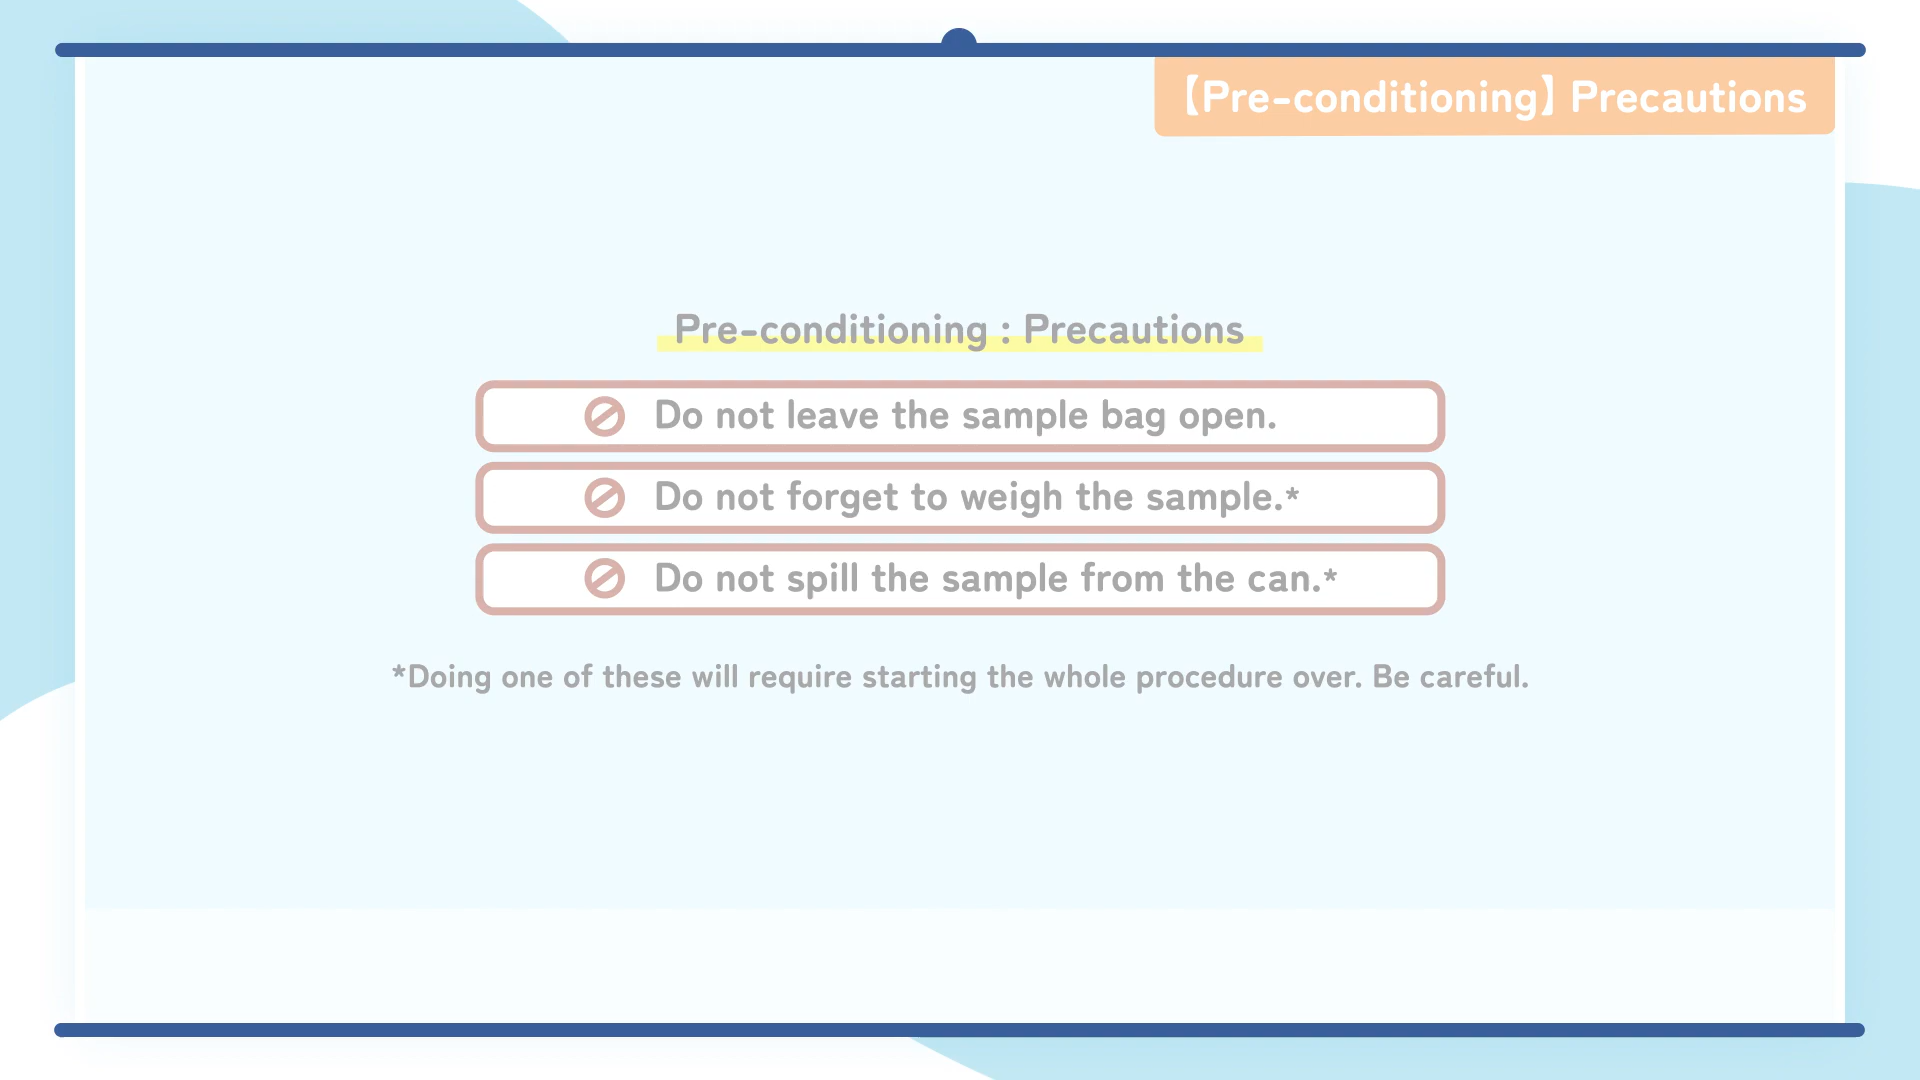 【Pre-conditioning】Precautions
Pre-conditioning : Precautions
Do not leave the sample bag open.
Do not forget to weigh the sample.*
Do not spill the sample from the can.*
*Doing one of these will require starting the whole procedure over. Be careful.